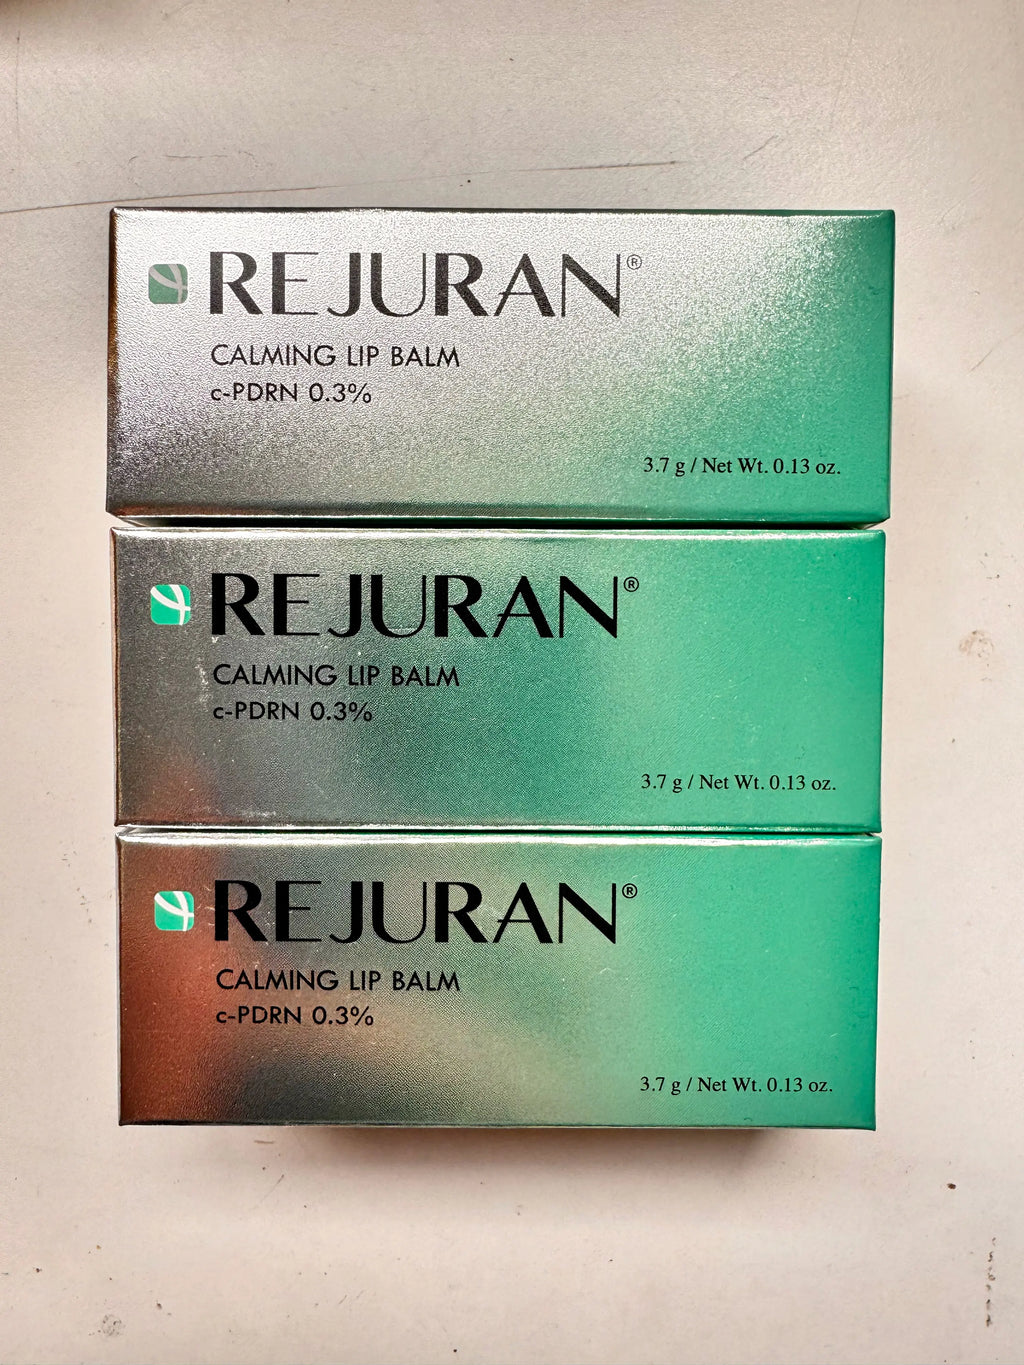 REJURAN®
CALMING LIP BALM
c-PDRN 0.3%
3.7 g / Net Wt. 0.13 oz.
REJURAN®
CALMING LIP BALM
c-PDRN 0.3%
3.7 g / Net Wt. 0.13 oz.
REJURAN®
CALMING LIP BALM
c-PDRN 0.3%
3.7 g / Net Wt. 0.13 oz.